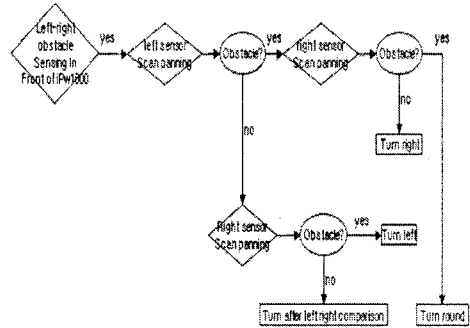 Left-right
obstacle
Sensing In
Front of iPw1000
yes
left sensor
Scan panning
Obstacle?
yes
right sensor
Scan panning
Obstacle?
yes
no
Turn right
no
Right sensor
Scan panning
Obstacle?
yes
Turn left
no
Turn after left right comparison
Turn round